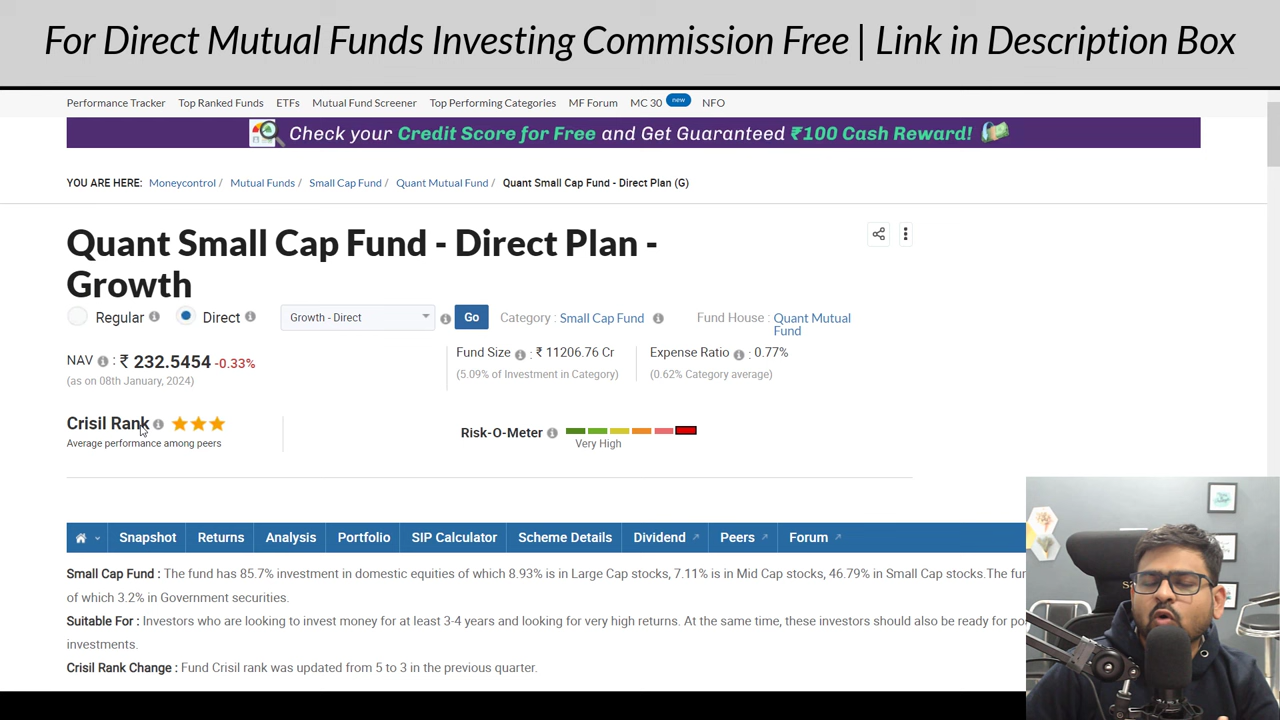 For Direct Mutual Funds Investing Commission Free | Link in Description Box
Performance Tracker Top Ranked Funds ETFs Mutual Fund Screener Top Performing Categories MF Forum MC 30 new NFO
Check your Credit Score for Free and Get Guaranteed ₹100 Cash Reward!
YOU ARE HERE: Moneycontrol / Mutual Funds / Small Cap Fund / Quant Mutual Fund / Quant Small Cap Fund - Direct Plan (G)
Quant Small Cap Fund - Direct Plan -
Growth
Regular Direct Growth - Direct Go Category : Small Cap Fund Fund House : Quant Mutual
Fund
NAV : ₹ 232.5454 -0.33% Fund Size : ₹ 11206.76 Cr Expense Ratio : 0.77%
(as on 08th January, 2024) (5.09% of Investment in Category) (0.62% Category average)
Crisil Rank Risk-O-Meter
Average performance among peers Very High
Snapshot Returns Analysis Portfolio SIP Calculator Scheme Details Dividend Peers Forum
Small Cap Fund : The fund has 85.7% investment in domestic equities of which 8.93% is in Large Cap stocks, 7.11% is in Mid Cap stocks, 46.79% in Small Cap stocks.The
of which 3.2% in Government securities.
Suitable For : Investors who are looking to invest money for at least 3-4 years and looking for very high returns. At the same time, these investors should also be ready for
investments.
Crisil Rank Change : Fund Crisil rank was updated from 5 to 3 in the previous quarter.